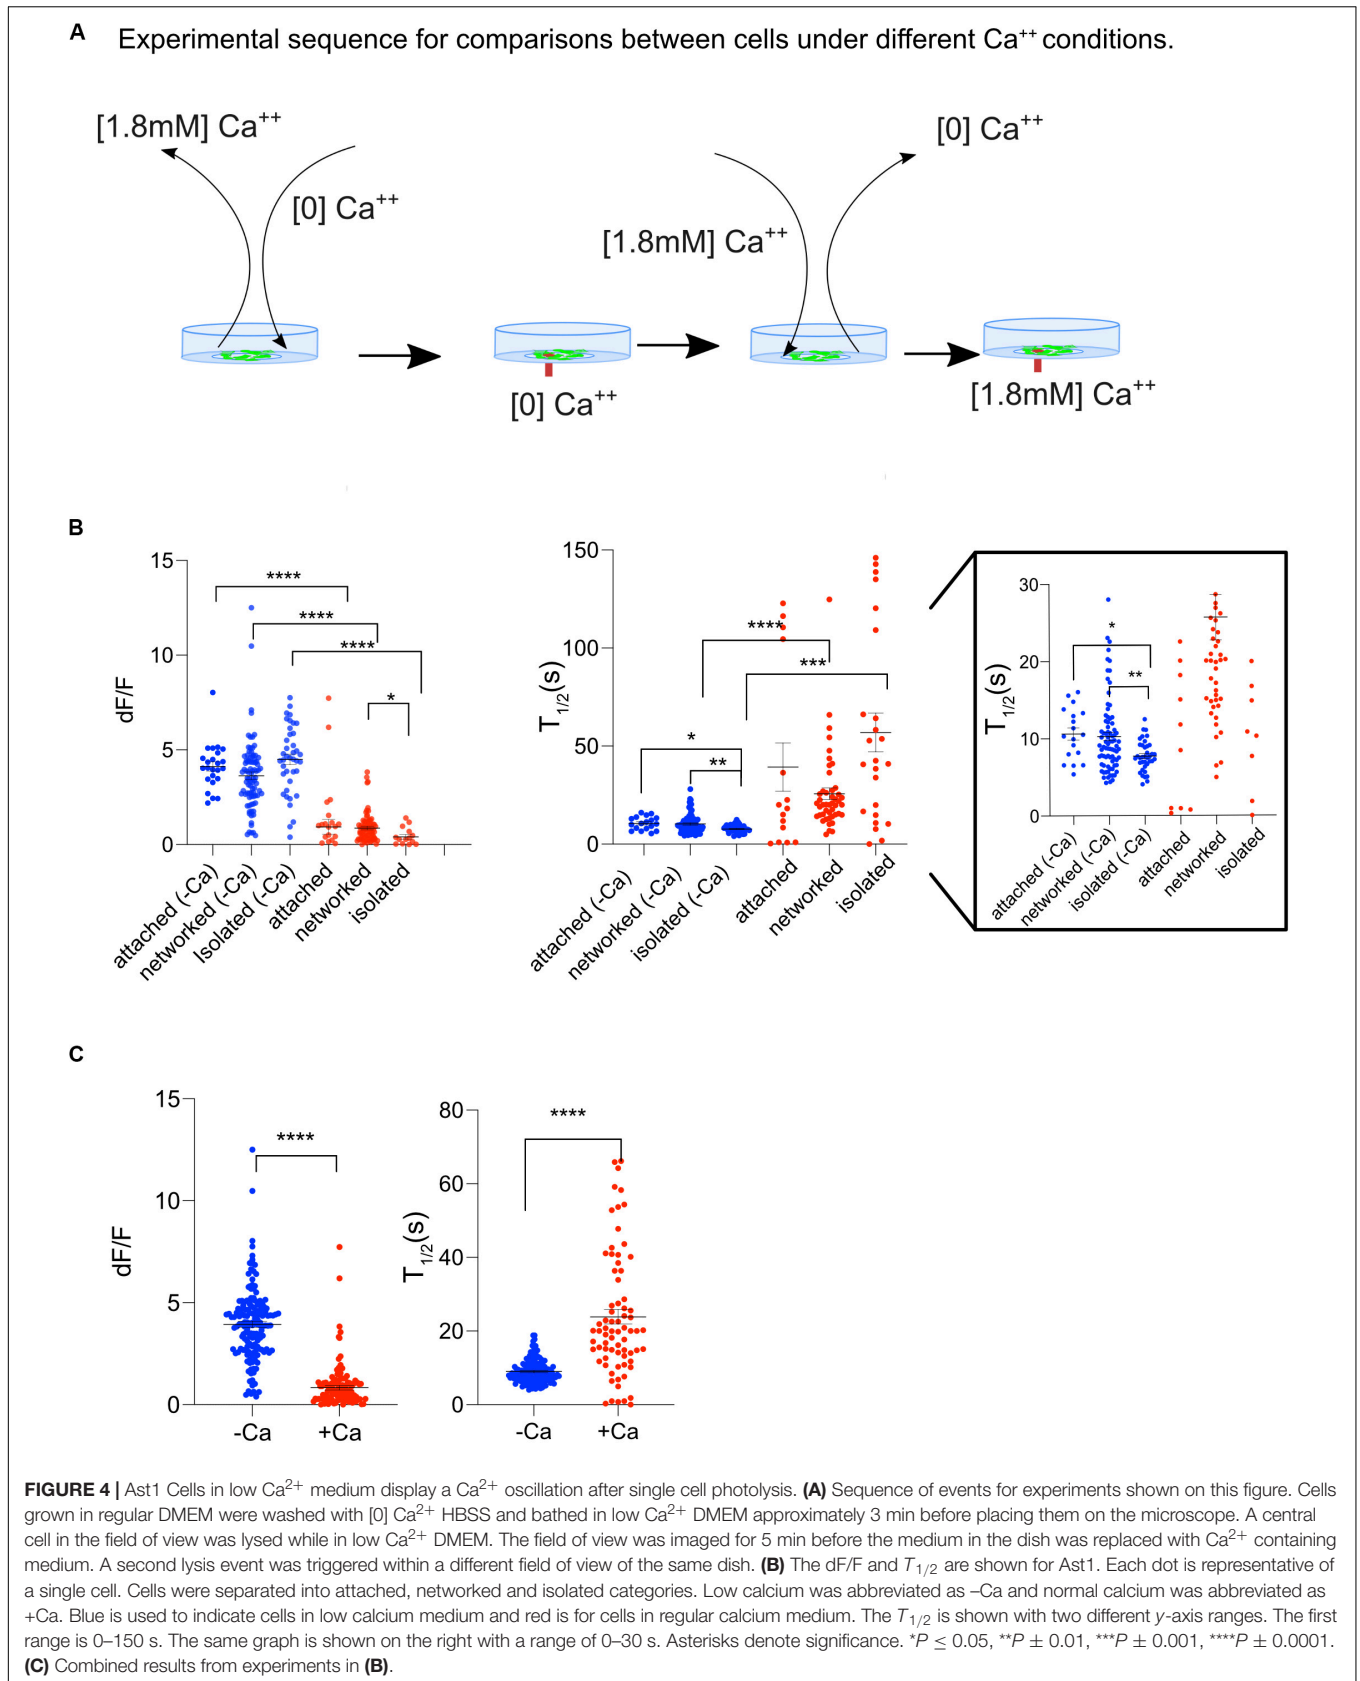 A Experimental sequence for comparisons between cells under different Ca++ conditions.
[1.8mM] Ca++
[0] Ca++
[0] Ca++
[1.8mM] Ca++
[0] Ca++
[1.8mM] Ca++
B
15
10
5
0
dF/F
****
****
****
*
attached (-Ca)
networked (-Ca)
Isolated (-Ca)
attached
networked
isolated
150
100
50
0
T1/2(s)
****
***
*
**
attached (-Ca)
networked (-Ca)
isolated (-Ca)
attached
networked
isolated
30
20
10
0
T1/2(s)
*
**
attached (-Ca)
networked (-Ca)
isolated (-Ca)
attached
networked
isolated
C
15
10
5
0
dF/F
****
-Ca +Ca
80
60
40
20
0
T1/2(s)
****
-Ca +Ca
FIGURE 4 | Ast1 Cells in low Ca2+ medium display a Ca2+ oscillation after single cell photolysis. (A) Sequence of events for experiments shown on this figure. Cells
grown in regular DMEM were washed with [0] Ca2+ HBSS and bathed in low Ca2+ DMEM approximately 3 min before placing them on the microscope. A central
cell in the field of view was lysed while in low Ca2+ DMEM. The field of view was imaged for 5 min before the medium in the dish was replaced with Ca2+ containing
medium. A second lysis event was triggered within a different field of view of the same dish. (B) The dF/F and T1/2 are shown for Ast1. Each dot is representative of
a single cell. Cells were separated into attached, networked and isolated categories. Low calcium was abbreviated as –Ca and normal calcium was abbreviated as
+Ca. Blue is used to indicate cells in low calcium medium and red is for cells in regular calcium medium. The T1/2 is shown with two different y-axis ranges. The first
range is 0–150 s. The same graph is shown on the right with a range of 0–30 s. Asterisks denote significance. *P ≤ 0.05, **P ± 0.01, ***P ± 0.001, ****P ± 0.0001.
(C) Combined results from experiments in (B).